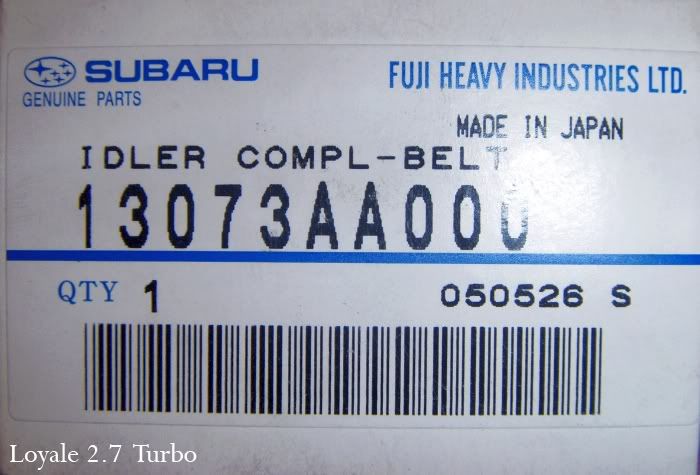 SUBARU FUJI HEAVY INDUSTRIES LTD.
GENUINE PARTS
MADE IN JAPAN
IDLER COMPL-BELT
13073AA000
QTY 1 050526 S
Loyale 2.7 Turbo